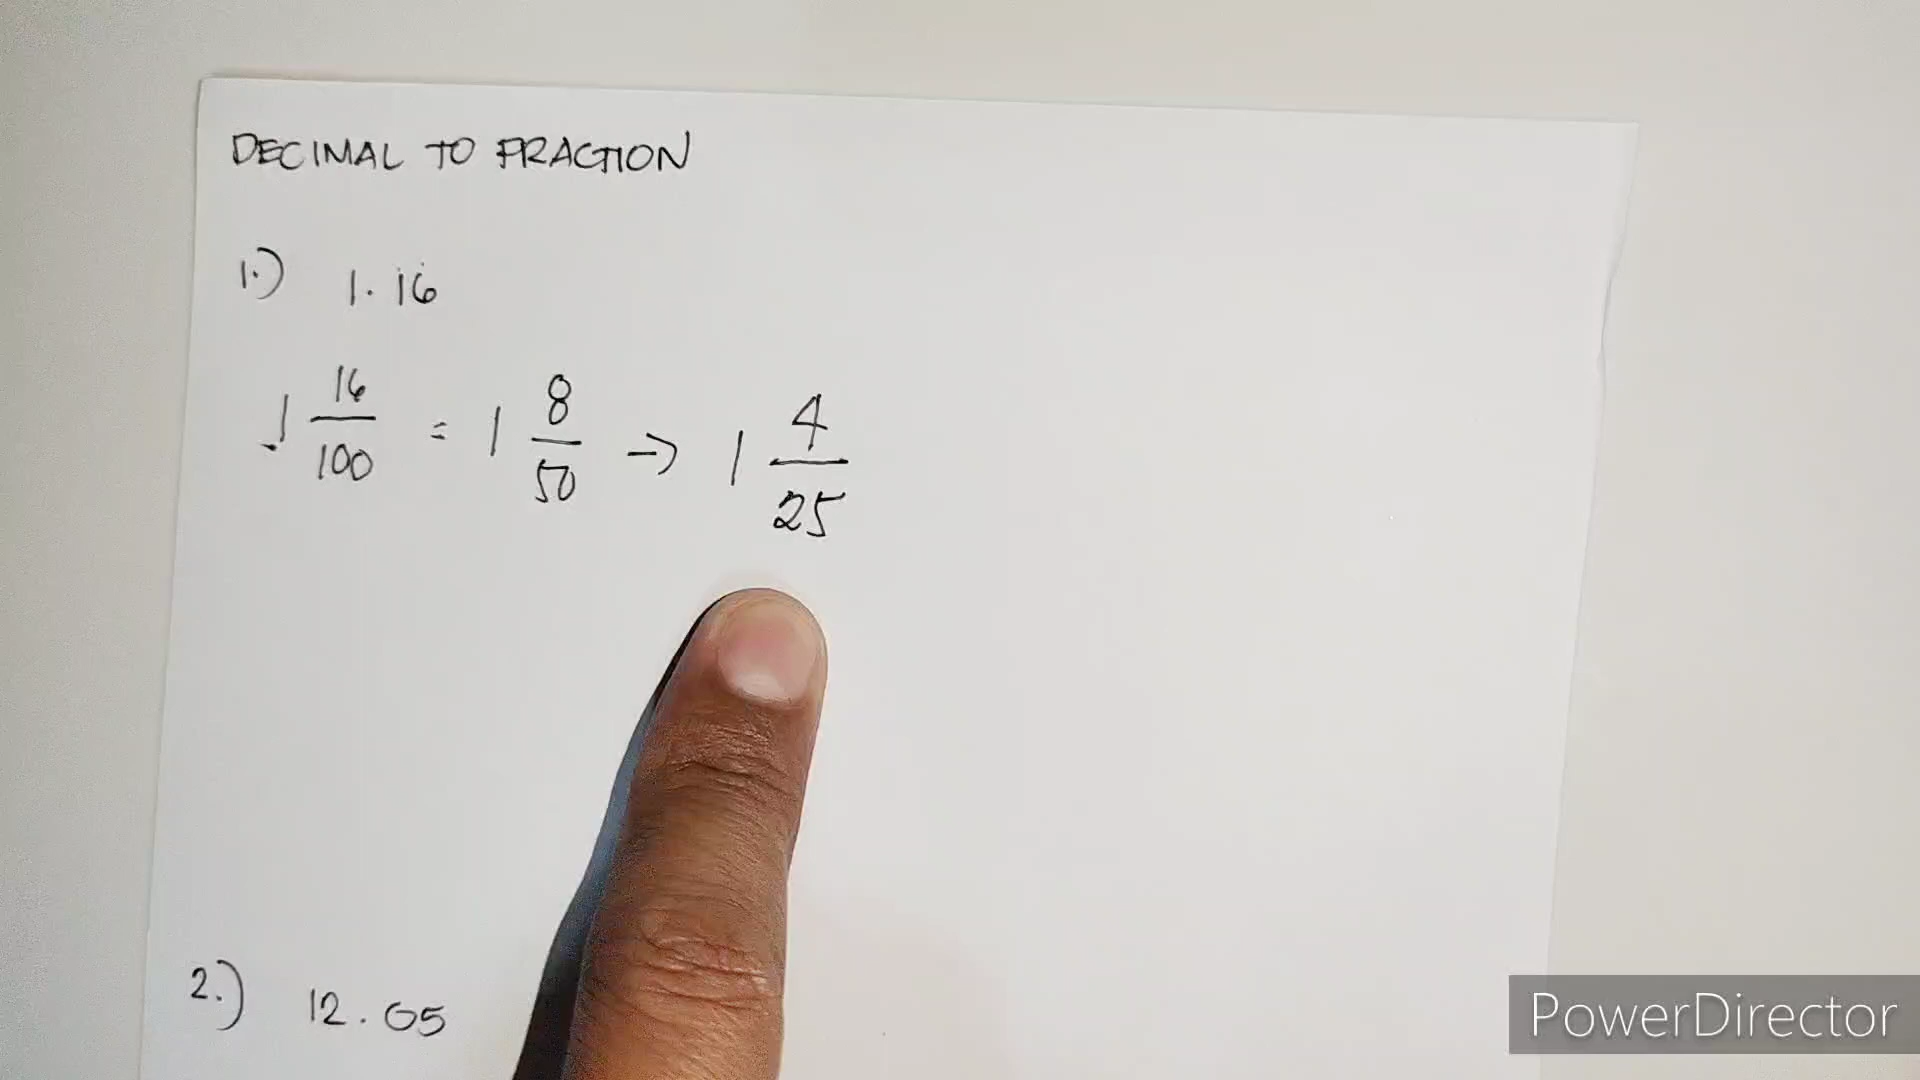 DECIMAL TO FRACTION
1.) 1.16
1 16/100 = 1 8/50 → 1 4/25
2.) 12.05
PowerDirector